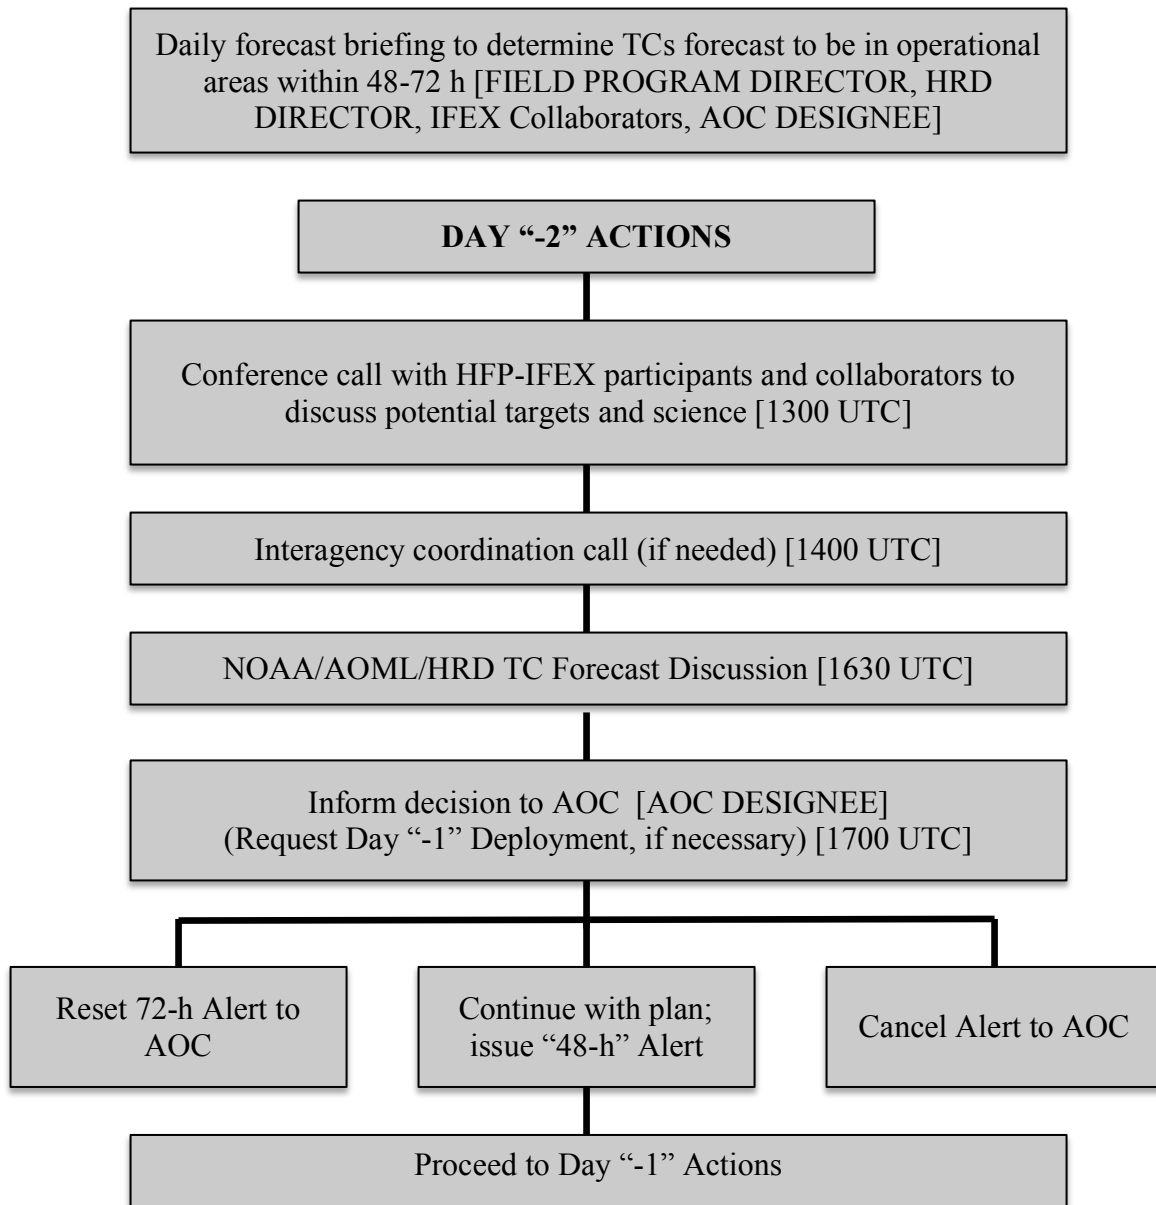 Daily forecast briefing to determine TCs forecast to be in operational
areas within 48-72 h [FIELD PROGRAM DIRECTOR, HRD
DIRECTOR, IFEX Collaborators, AOC DESIGNEE]
DAY “-2” ACTIONS
Conference call with HFP-IFEX participants and collaborators to
discuss potential targets and science [1300 UTC]
Interagency coordination call (if needed) [1400 UTC]
NOAA/AOML/HRD TC Forecast Discussion [1630 UTC]
Inform decision to AOC [AOC DESIGNEE]
(Request Day “-1” Deployment, if necessary) [1700 UTC]
Reset 72-h Alert to
AOC
Continue with plan;
issue “48-h” Alert
Cancel Alert to AOC
Proceed to Day “-1” Actions